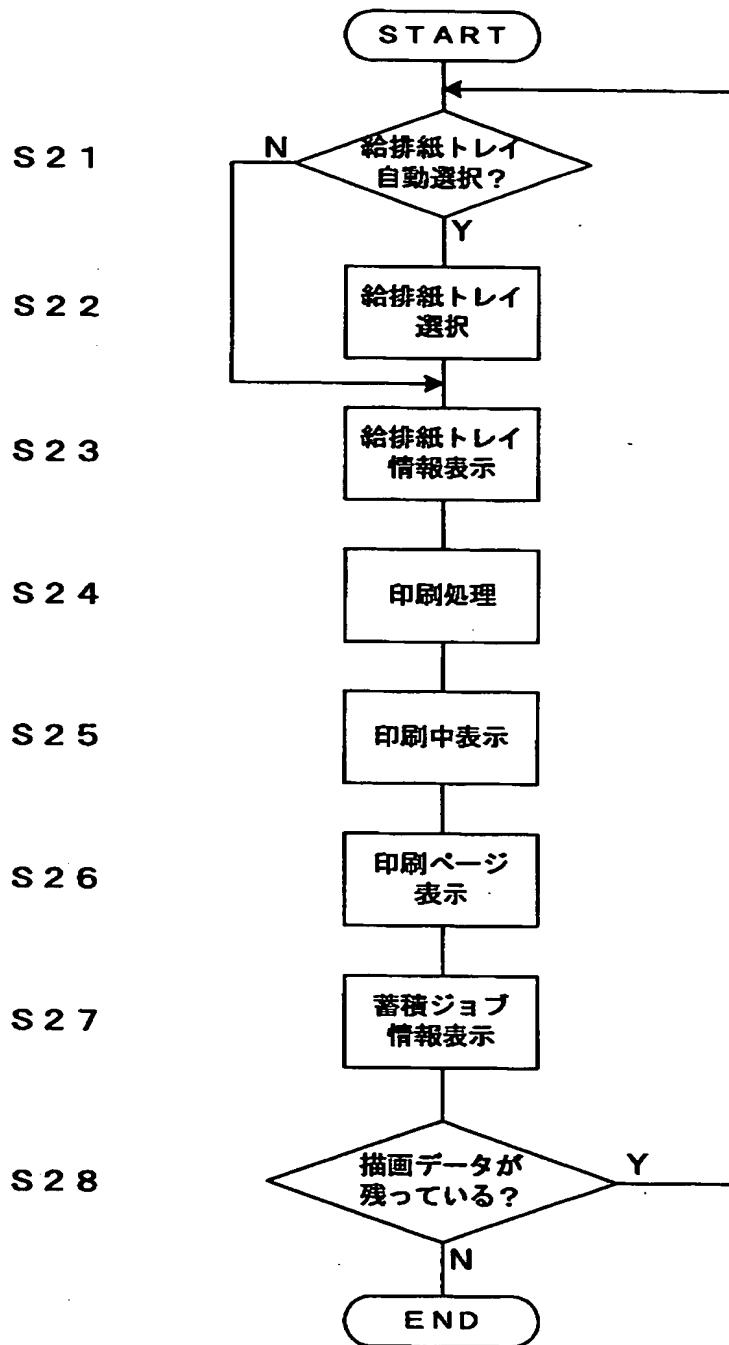 START
S21
N
給排紙トレイ
自動選択?
Y
S22
給排紙トレイ
選択
S23
給排紙トレイ
情報表示
S24
印刷処理
S25
印刷中表示
S26
印刷ページ
表示
S27
蓄積ジョブ
情報表示
S28
描画データが
残っている?
Y
N
END